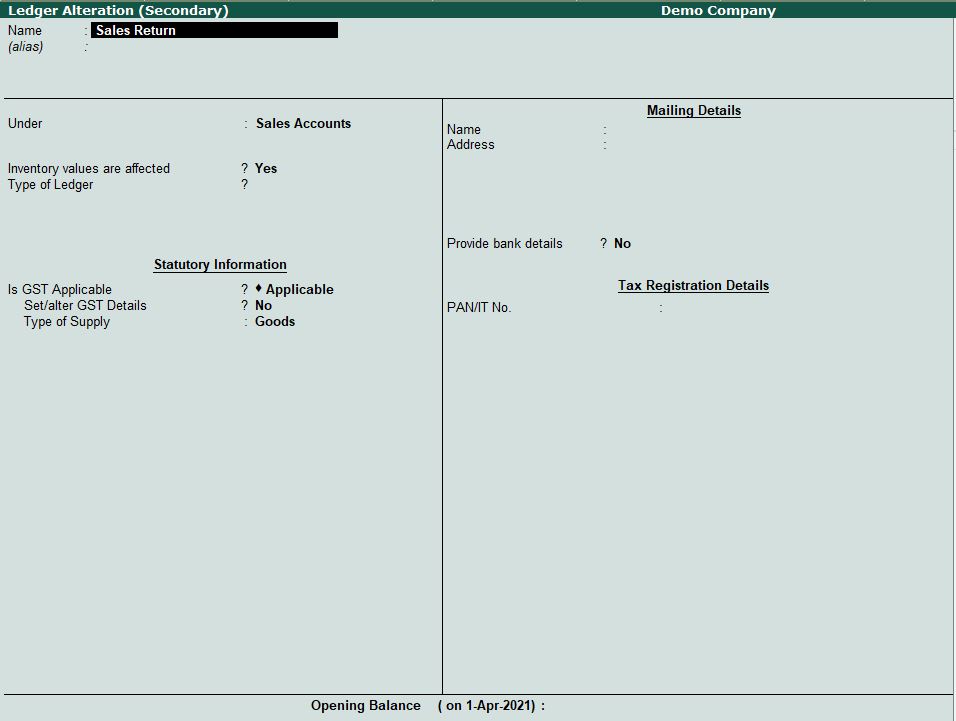 Ledger Alteration (Secondary) Demo Company
Name : Sales Return
(alias) :
Under : Sales Accounts
Inventory values are affected ? Yes
Type of Ledger ?
Statutory Information
Is GST Applicable ? ♦ Applicable
Set/alter GST Details ? No
Type of Supply : Goods
Mailing Details
Name :
Address :
Provide bank details ? No
Tax Registration Details
PAN/IT No. :
Opening Balance ( on 1-Apr-2021) :